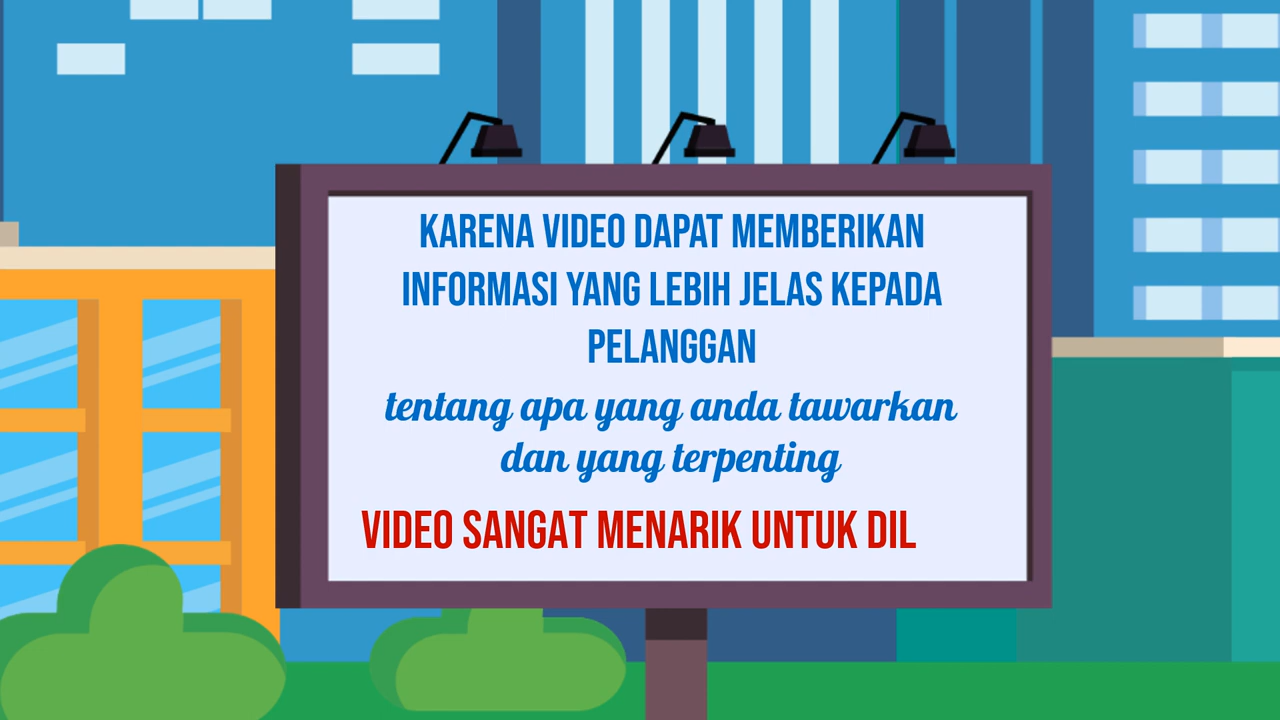 KARENA VIDEO DAPAT MEMBERIKAN
INFORMASI YANG LEBIH JELAS KEPADA
PELANGGAN
tentang apa yang anda tawarkan
dan yang terpenting
VIDEO SANGAT MENARIK UNTUK DIL